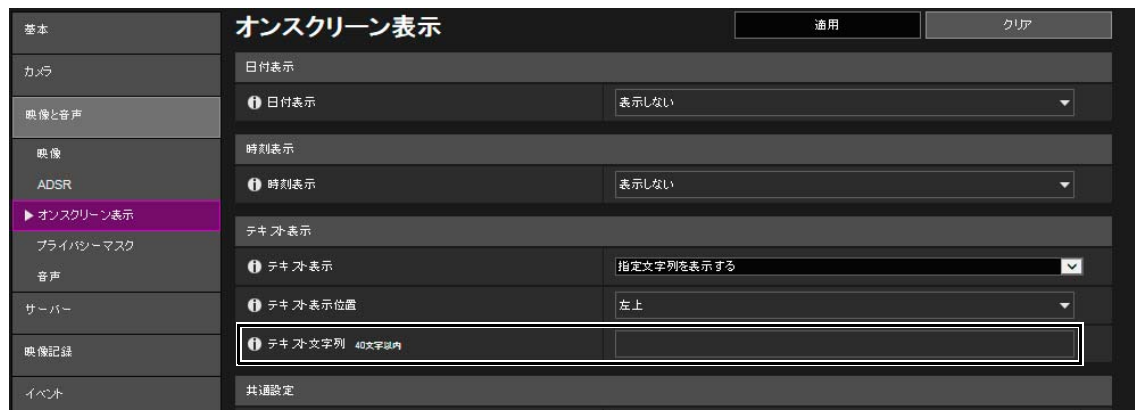 基本
カメラ
映像と音声
映像
ADSR
オンスクリーン表示
プライバシーマスク
音声
サーバー
映像記録
イベント
オンスクリーン表示
適用
クリア
日付表示
日付表示
表示しない
時刻表示
時刻表示
表示しない
テキスト表示
テキスト表示
指定文字列を表示する
テキスト表示位置
左上
テキスト文字列 40文字以内
共通設定